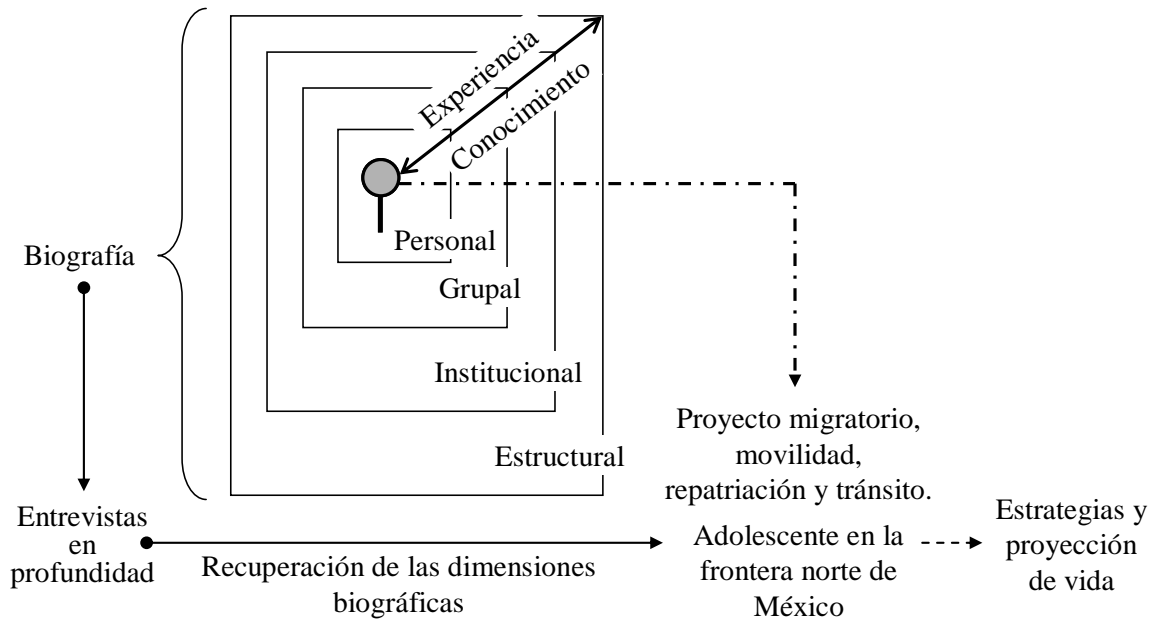 Experiencia
Conocimiento
Personal
Biografía
Grupal
Institucional
Estructural
Proyecto migratorio,
movilidad,
repatriación y tránsito.
Entrevistas
en
profundidad
Recuperación de las dimensiones
biográficas
Adolescente en la
frontera norte de
México
Estrategias y
proyección
de vida